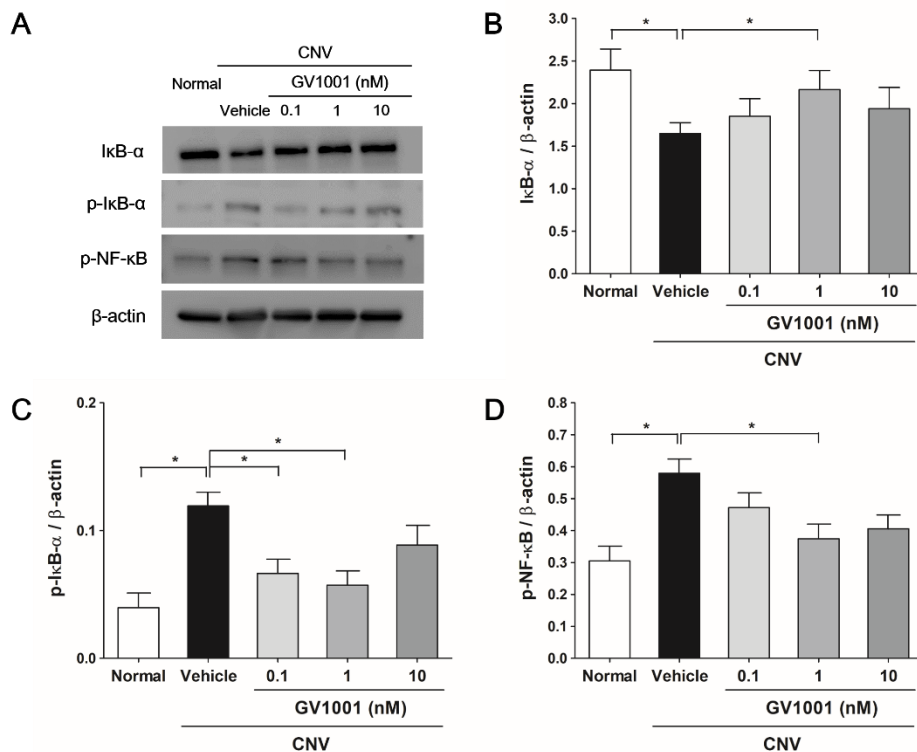 A
CNV
Normal
GV1001 (nM)
Vehicle 0.1 1 10
IκB-α
p-IκB-α
p-NF-κB
β-actin
B
* *
IκB-α / β-actin
3.0
2.5
2.0
1.5
1.0
0.5
0.0
Normal Vehicle 0.1 1 10
GV1001 (nM)
CNV
C
*
* *
p-IκB-α / β-actin
0.2
0.1
0.0
Normal Vehicle 0.1 1 10
GV1001 (nM)
CNV
D
* *
p-NF-κB / β-actin
0.8
0.7
0.6
0.5
0.4
0.3
0.2
0.1
0.0
Normal Vehicle 0.1 1 10
GV1001 (nM)
CNV